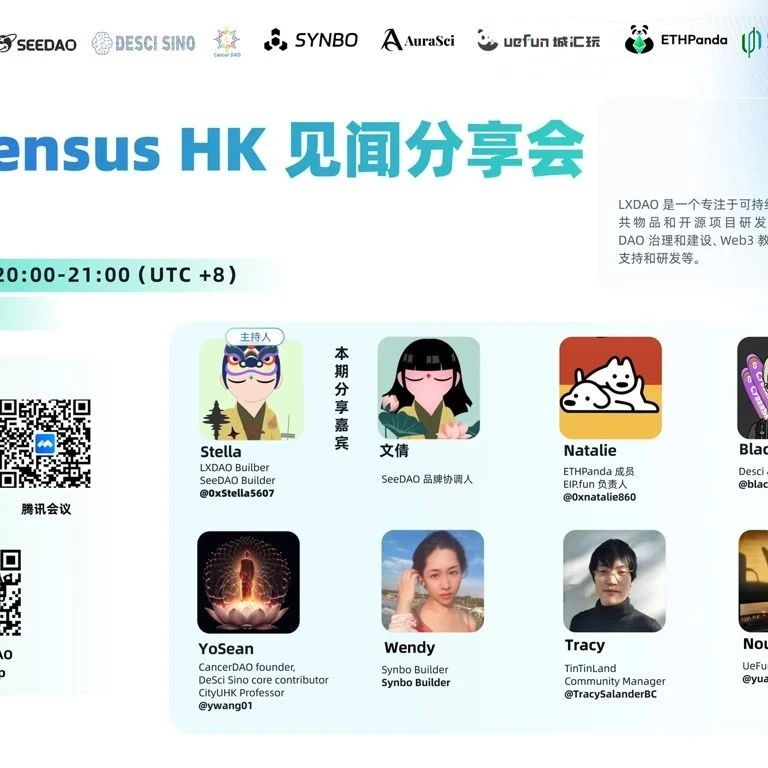 SEEDAO
DESCI SINO
Cancer DAO
SYNBO
AuraSci
uefun 城汇玩
ETHPanda
ensus HK 见闻分享会
LXDAO 是一个专注于可持
共物品和开源项目研发
DAO 治理和建设、Web3 教
支持和研发等。
20:00-21:00 (UTC +8)
主持人
本期分享嘉宾
Stella
LXDAO Builber
SeeDAO Builder
@0xStella5607
文倩
SeeDAO 品牌协调人
Natalie
ETHPanda 成员
EIP.fun 负责人
@0xnatalie860
Blac
Desci
@blac
腾讯会议
AO
p
YoSean
CancerDAO founder,
DeSci Sino core contributor
CityUHK Professor
@ywang01
Wendy
Synbo Builder
Synbo Builder
Tracy
TinTinLand
Community Manager
@TracySalanderBC
Nou
UeFu
@yua